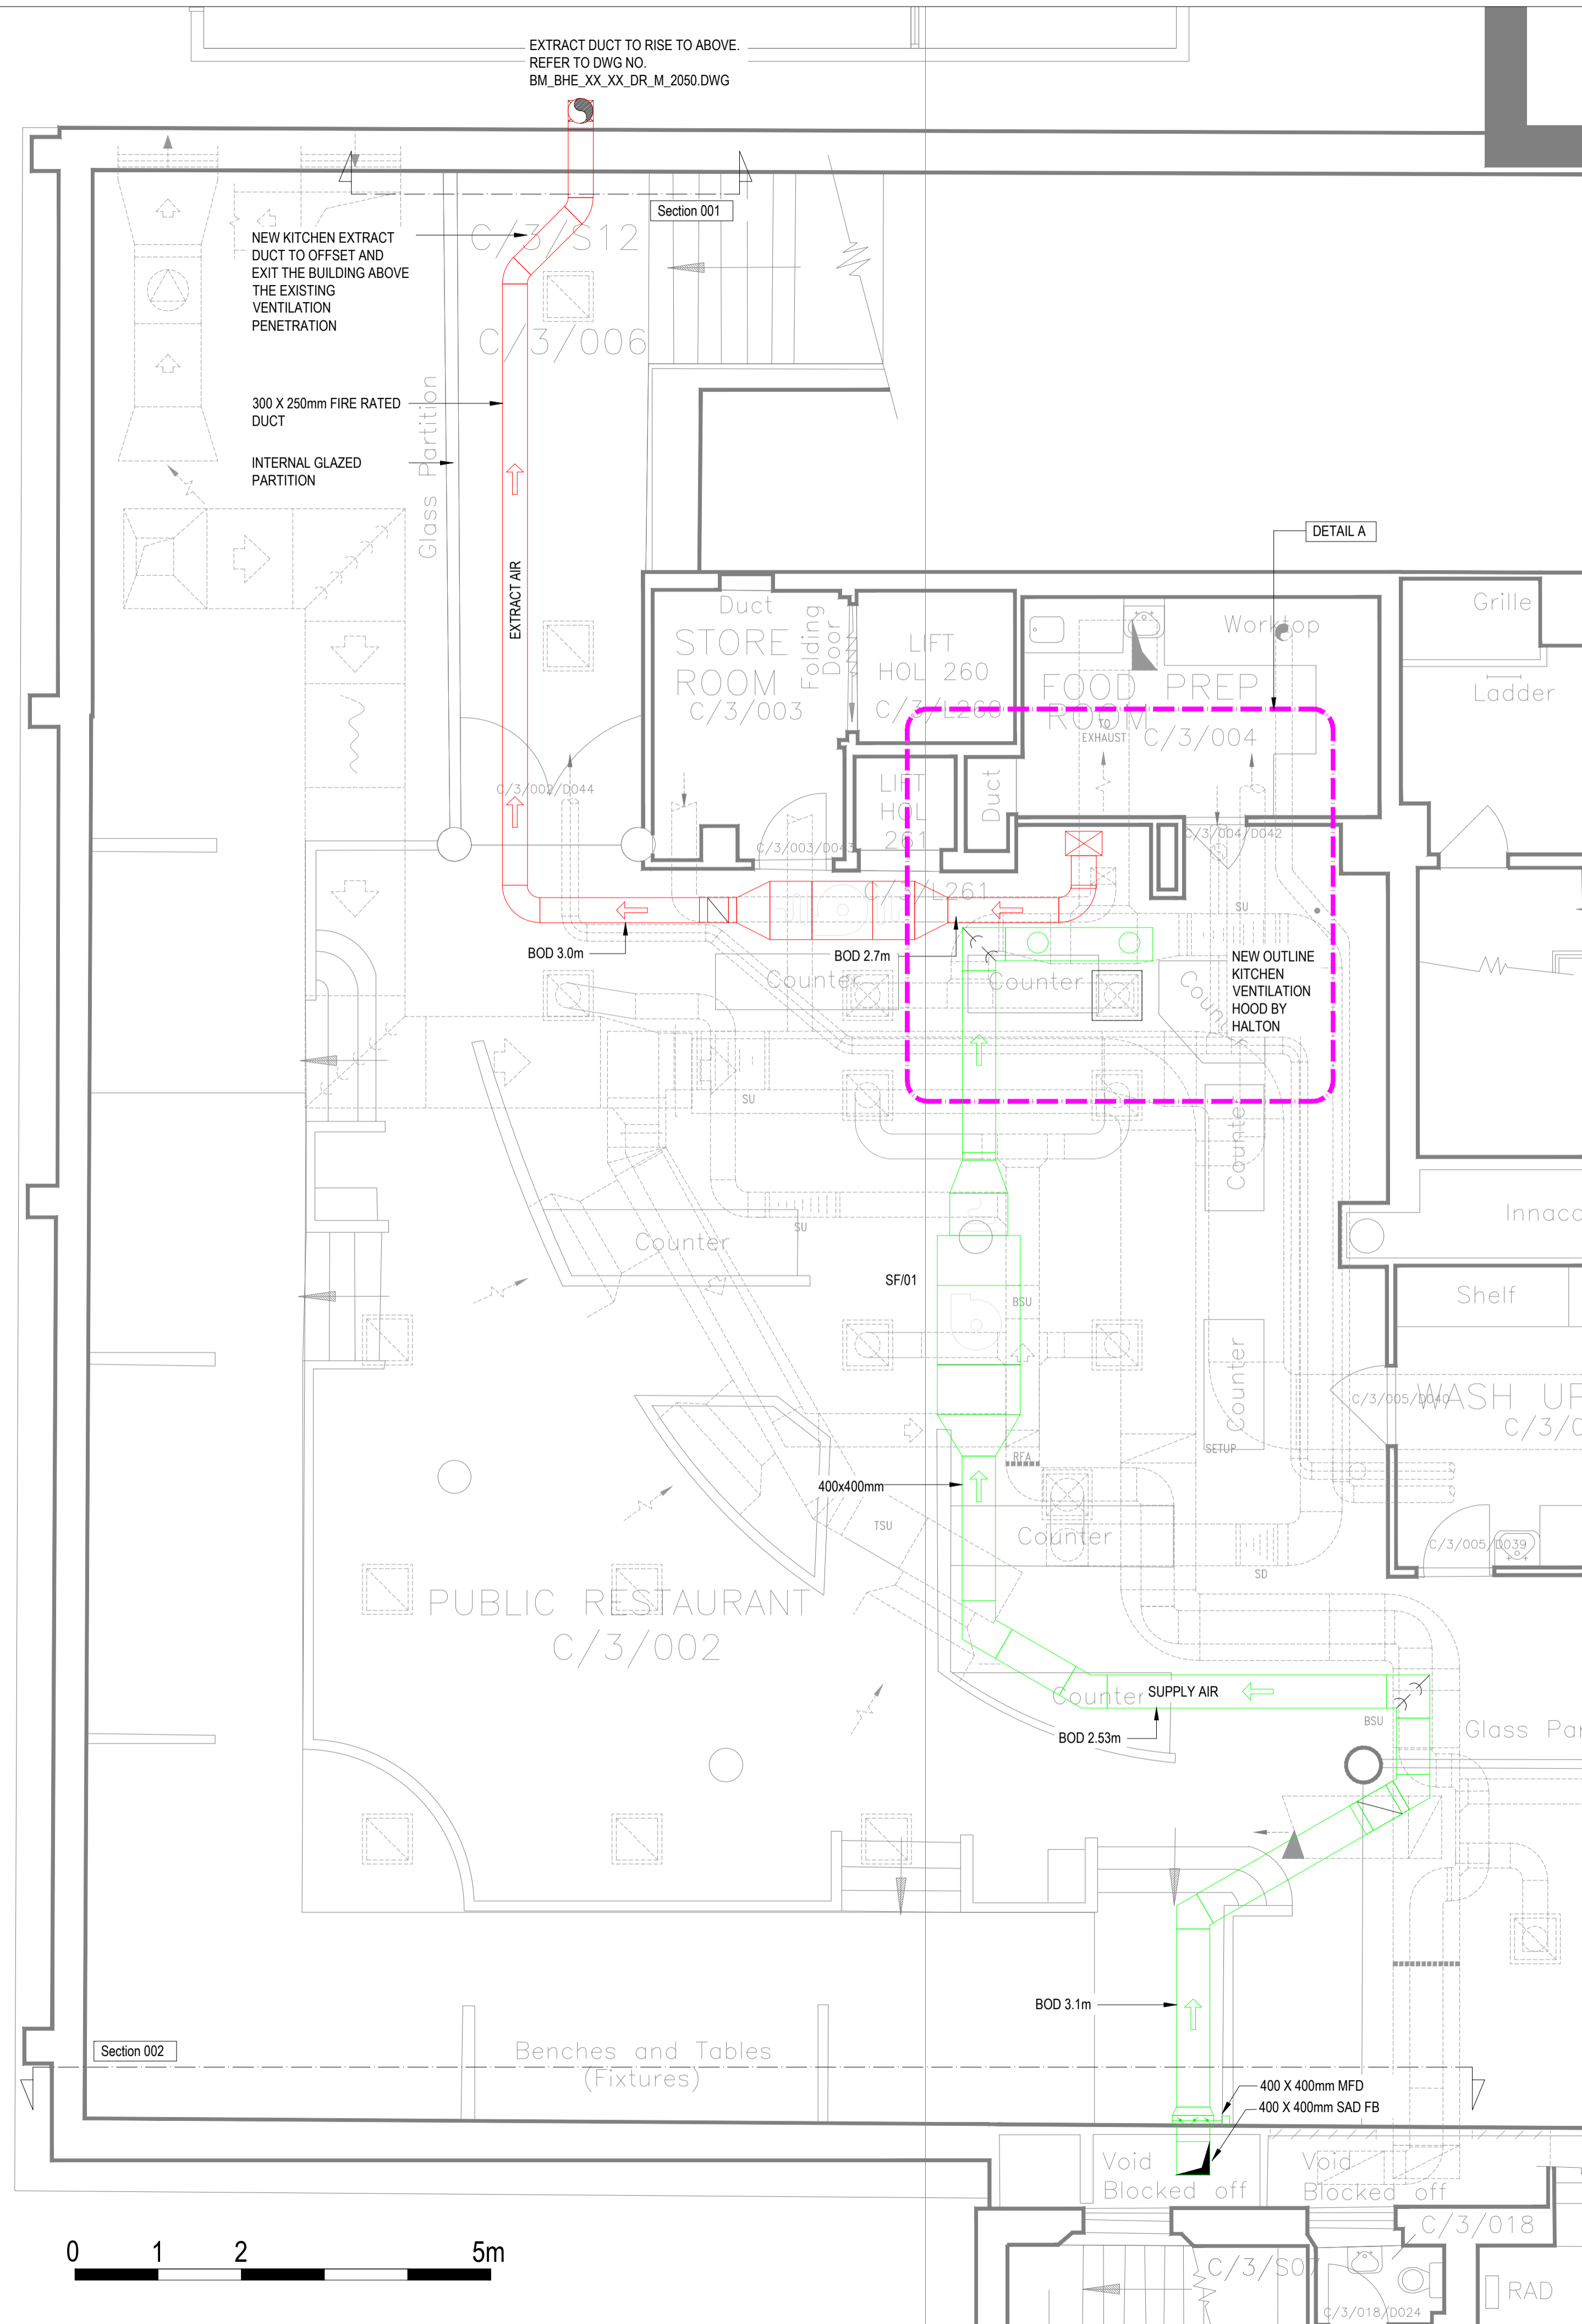 EXTRACT DUCT TO RISE TO ABOVE.
REFER TO DWG NO.
BM_BHE_XX_XX_DR_M_2050.DWG
Section 001
NEW KITCHEN EXTRACT
DUCT TO OFFSET AND
EXIT THE BUILDING ABOVE
THE EXISTING
VENTILATION
PENETRATION
C/3/S12
C/3/006
300 X 250mm FIRE RATED
DUCT
INTERNAL GLAZED
PARTITION
Glass Partition
EXTRACT AIR
DETAIL A
Duct
STORE
ROOM
C/3/003
Folding
Door
LIFT
HOL 260
C/3/L260
Worktop
FOOD PREP
ROOM
C/3/004
TO
EXHAUST
Grille
Ladder
C/3/002/D044
LIFT
HOL
261
Duct
C/3/003/D043
C/3/004/D042
C/3/L261
SU
BOD 3.0m
BOD 2.7m
Counter
Counter
Counter
NEW OUTLINE
KITCHEN
VENTILATION
HOOD BY
HALTON
SU
Counter
SU
Counter
Innacc
SF/01
BSU
Shelf
Counter
C/3/005/D040
WASH UP
C/3/0
SETUP
RFA
400x400mm
TSU
Counter
C/3/005/D039
SD
PUBLIC RESTAURANT
C/3/002
Counter
SUPPLY AIR
BSU
BOD 2.53m
Glass Par
BOD 3.1m
Section 002
Benches and Tables
(Fixtures)
400 X 400mm MFD
400 X 400mm SAD FB
Void
Blocked off
Void
Blocked off
C/3/018
C/3/S07
RAD
C/3/018/D024
0 1 2 5m